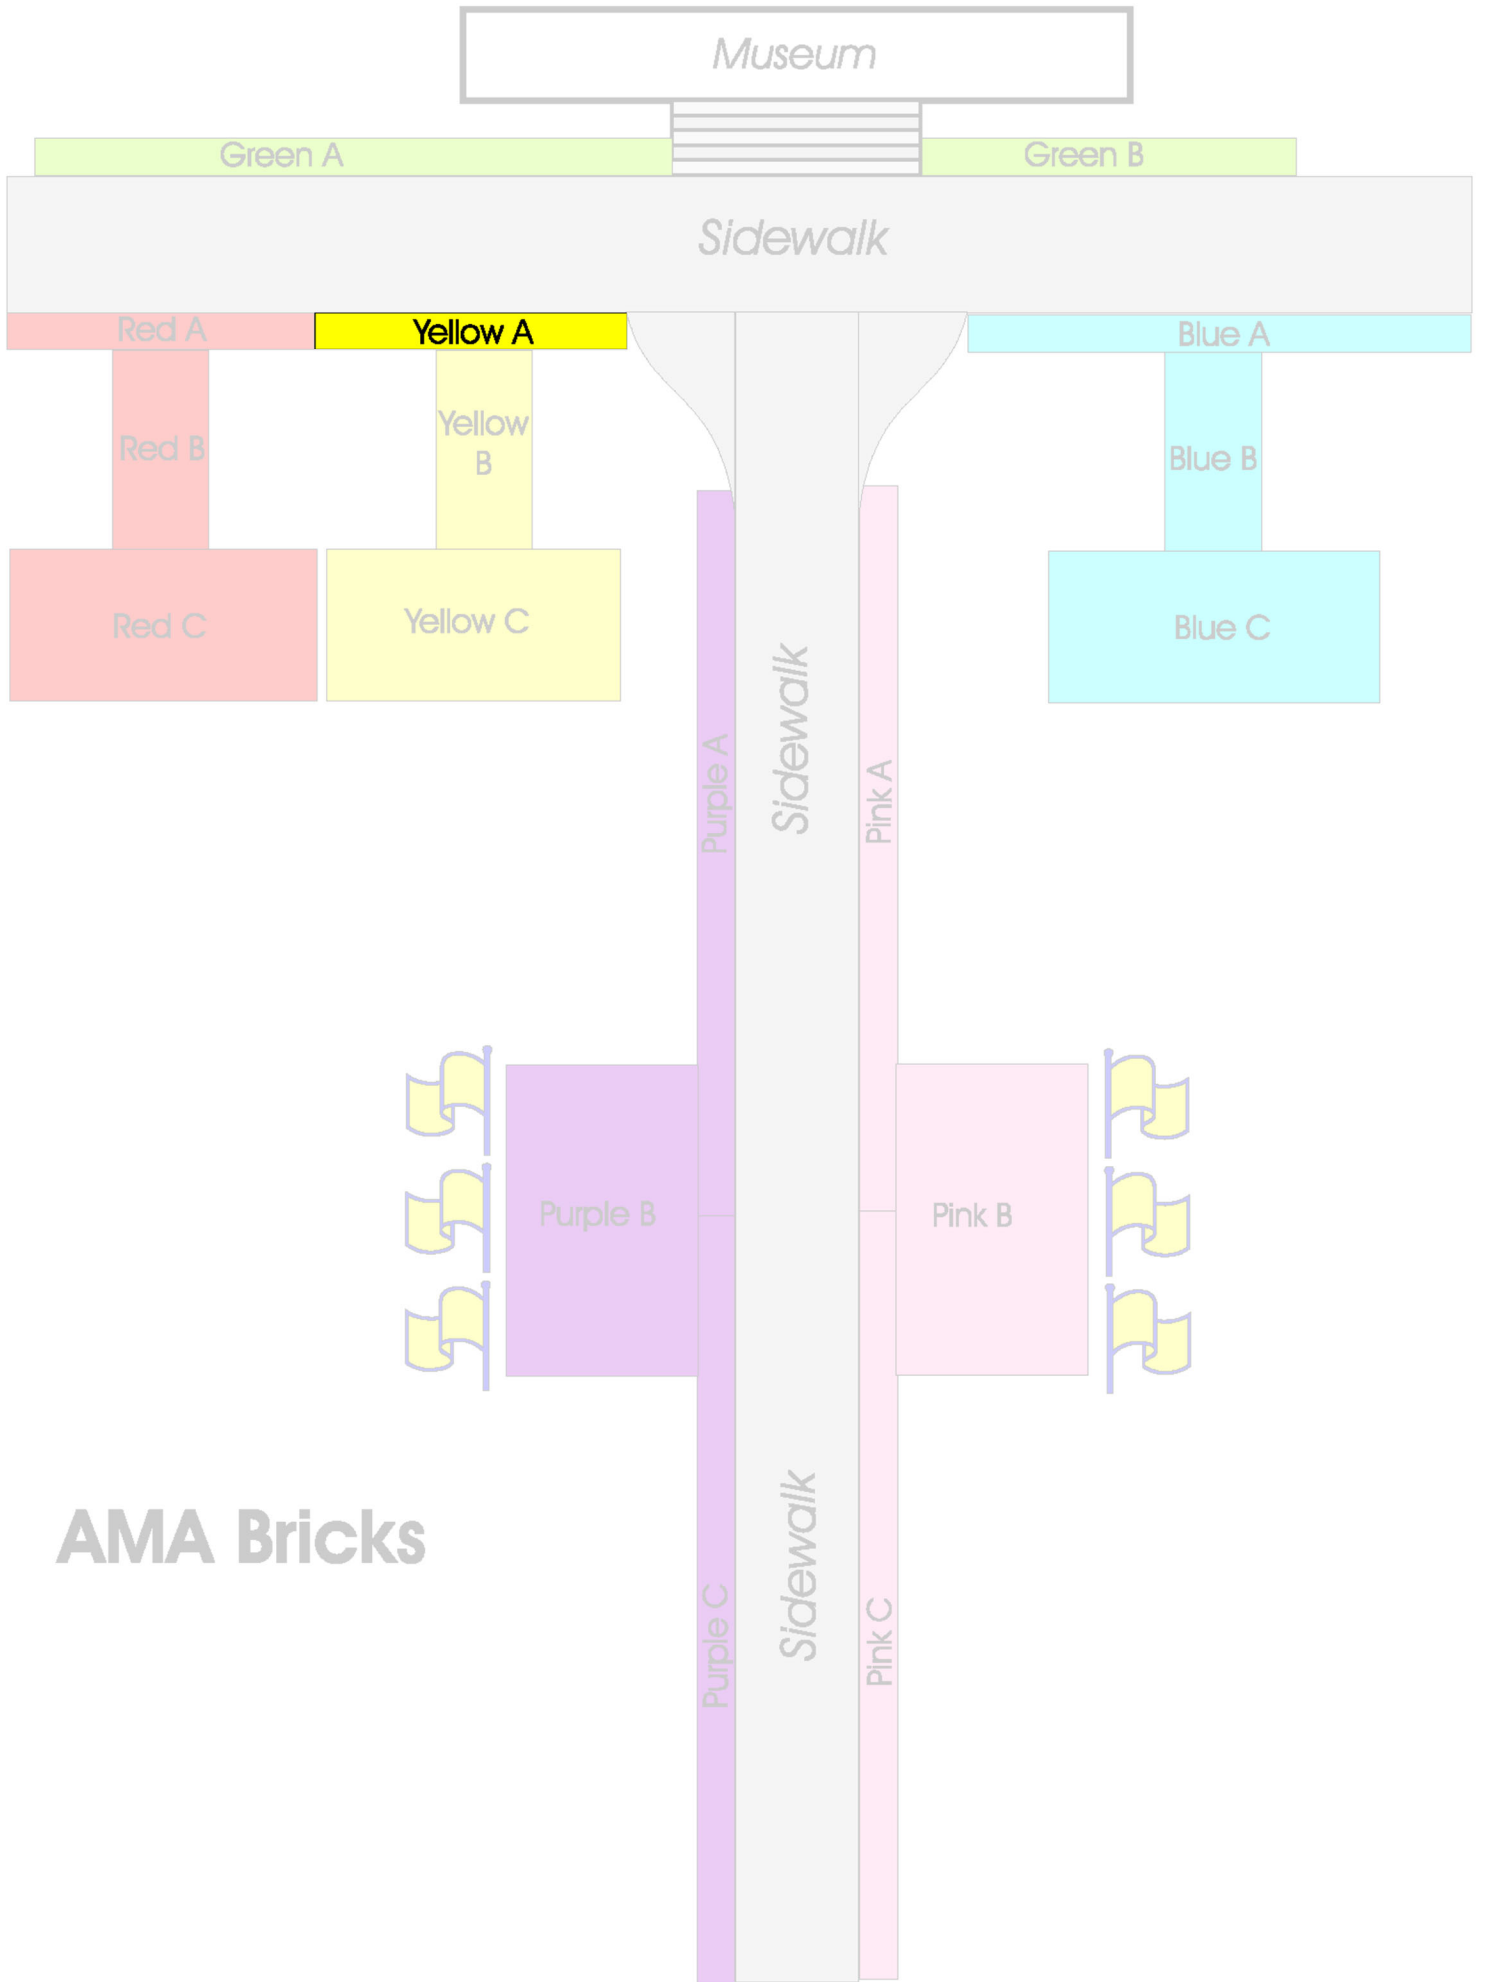 Museum
Green A
Green B
Sidewalk
Red A
Yellow A
Blue A
Red B
Yellow
B
Blue B
Red C
Yellow C
Blue C
Sidewalk
Purple A
Pink A
Purple B
Pink B
AMA Bricks
Sidewalk
Purple C
Pink C